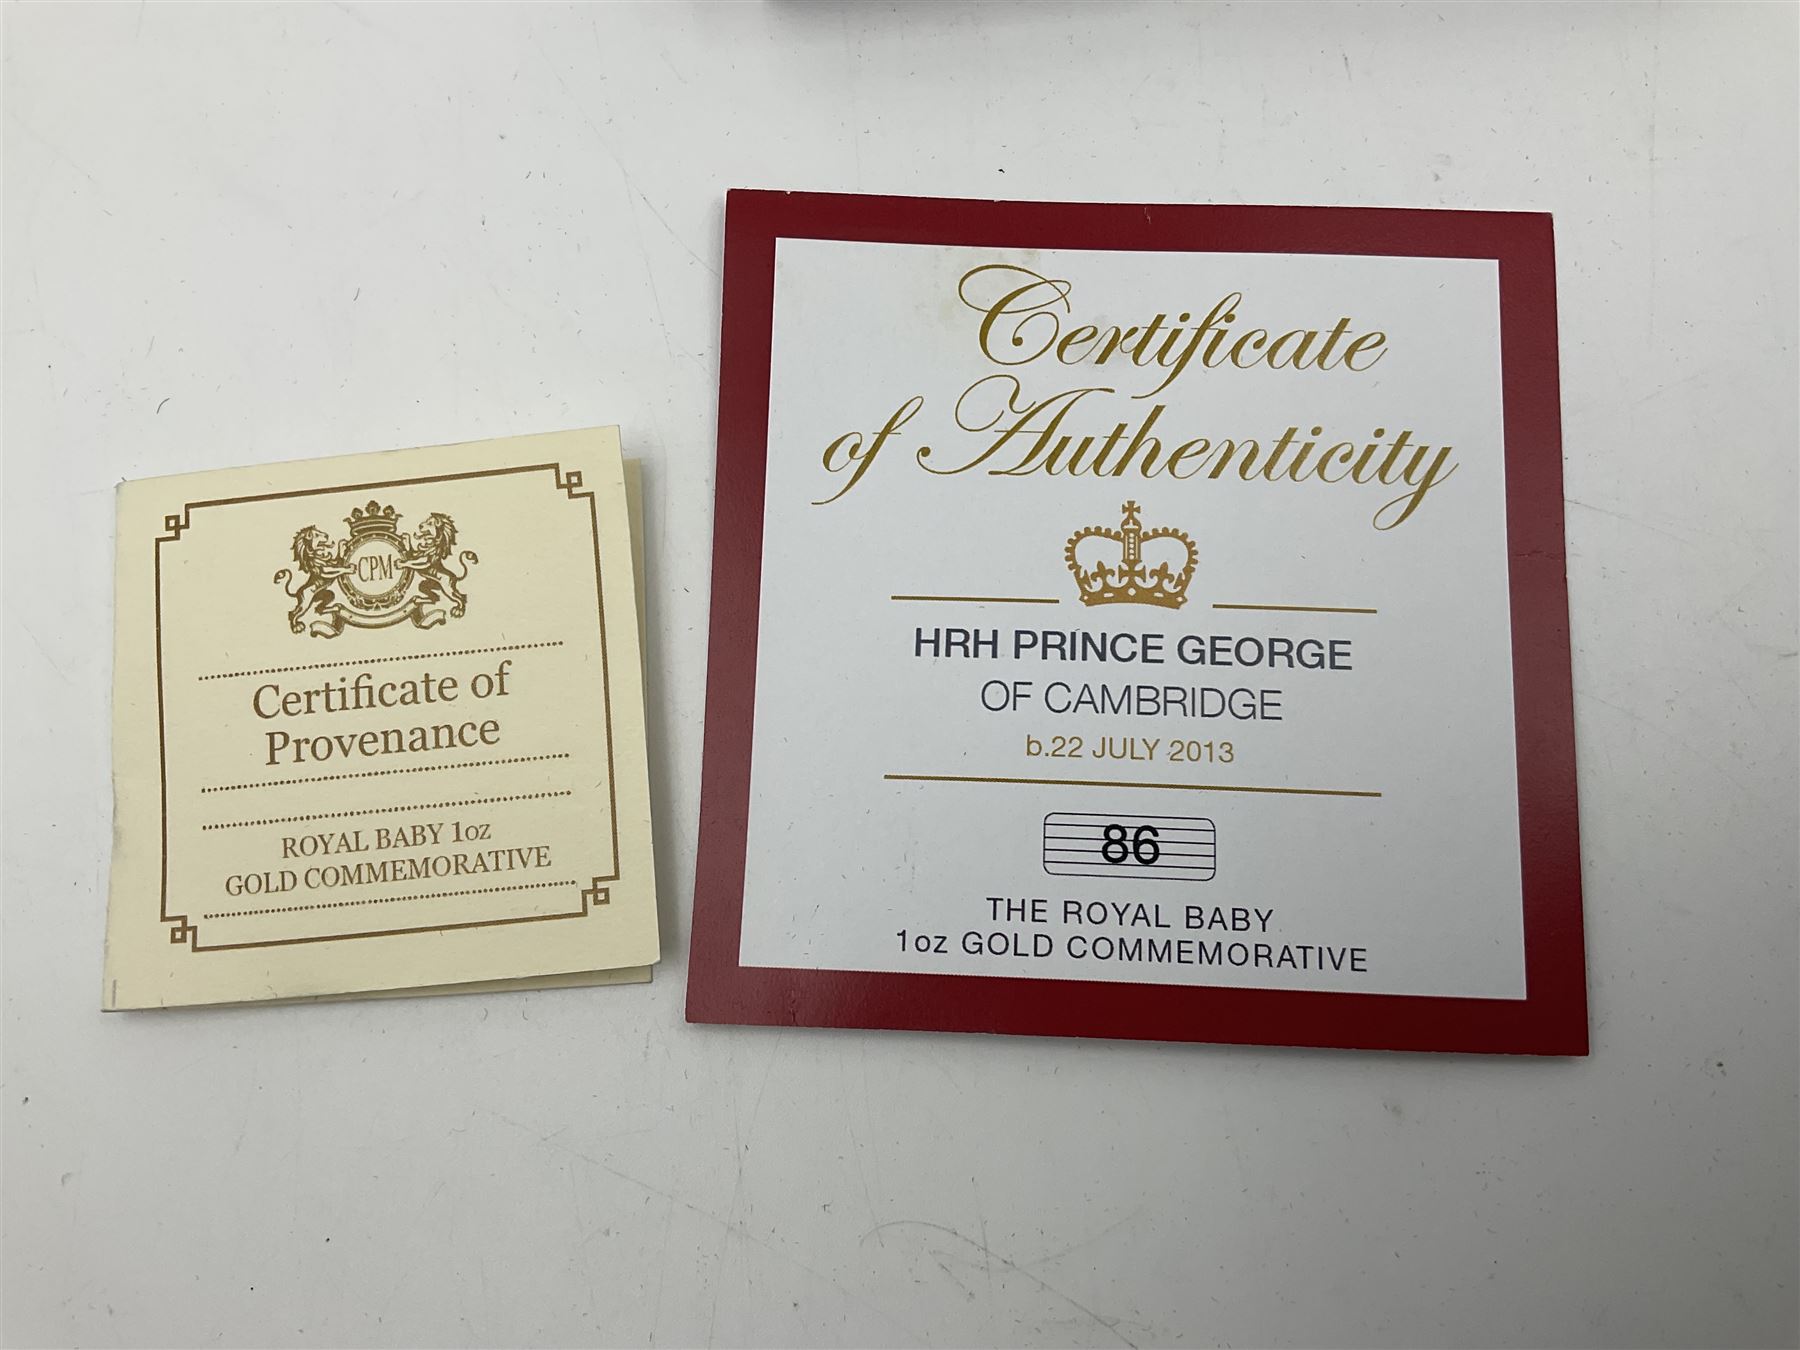 CPM
Certificate of
Provenance
ROYAL BABY 1oz
GOLD COMMEMORATIVE
Certificate
of Authenticity
HRH PRINCE GEORGE
OF CAMBRIDGE
b.22 JULY 2013
86
THE ROYAL BABY
1oz GOLD COMMEMORATIVE